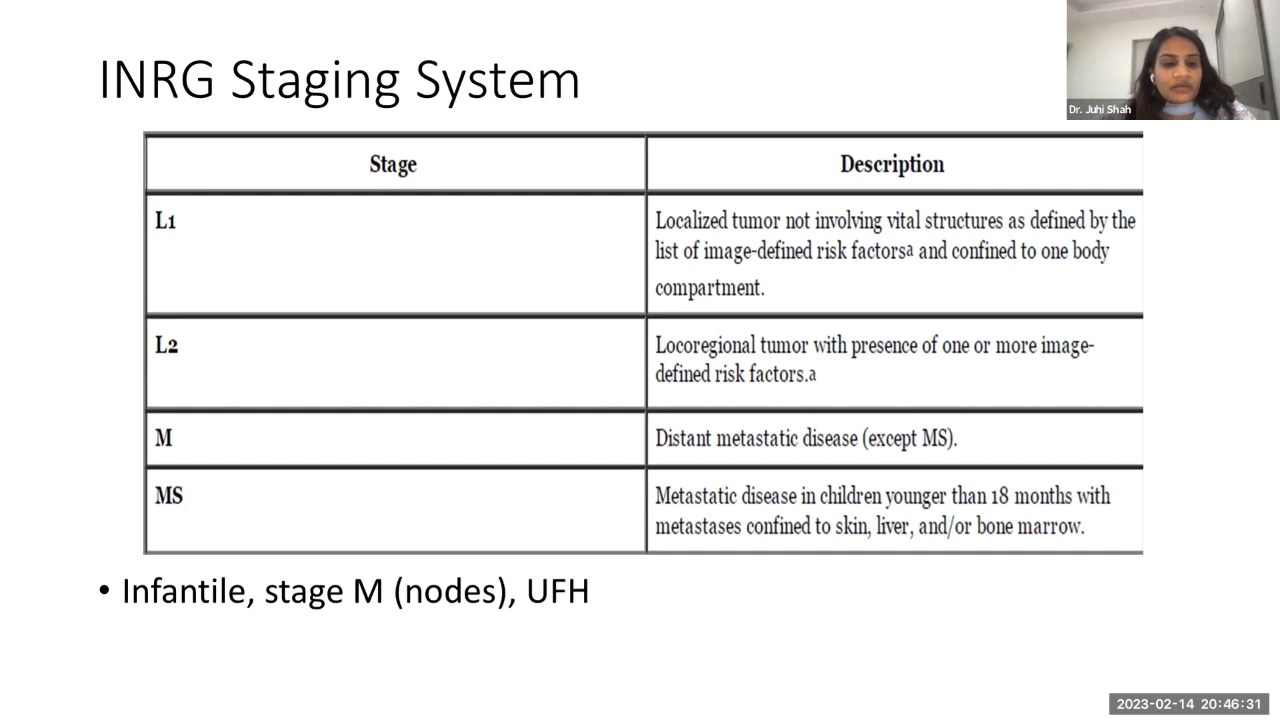 INRG Staging System
Dr. Juhi Shah
Stage
Description
L1
Localized tumor not involving vital structures as defined by the
list of image-defined risk factorsa and confined to one body
compartment.
L2
Locoregional tumor with presence of one or more image-
defined risk factors.a
M
Distant metastatic disease (except MS).
MS
Metastatic disease in children younger than 18 months with
metastases confined to skin, liver, and/or bone marrow.
• Infantile, stage M (nodes), UFH
2023-02-14 20:46:31